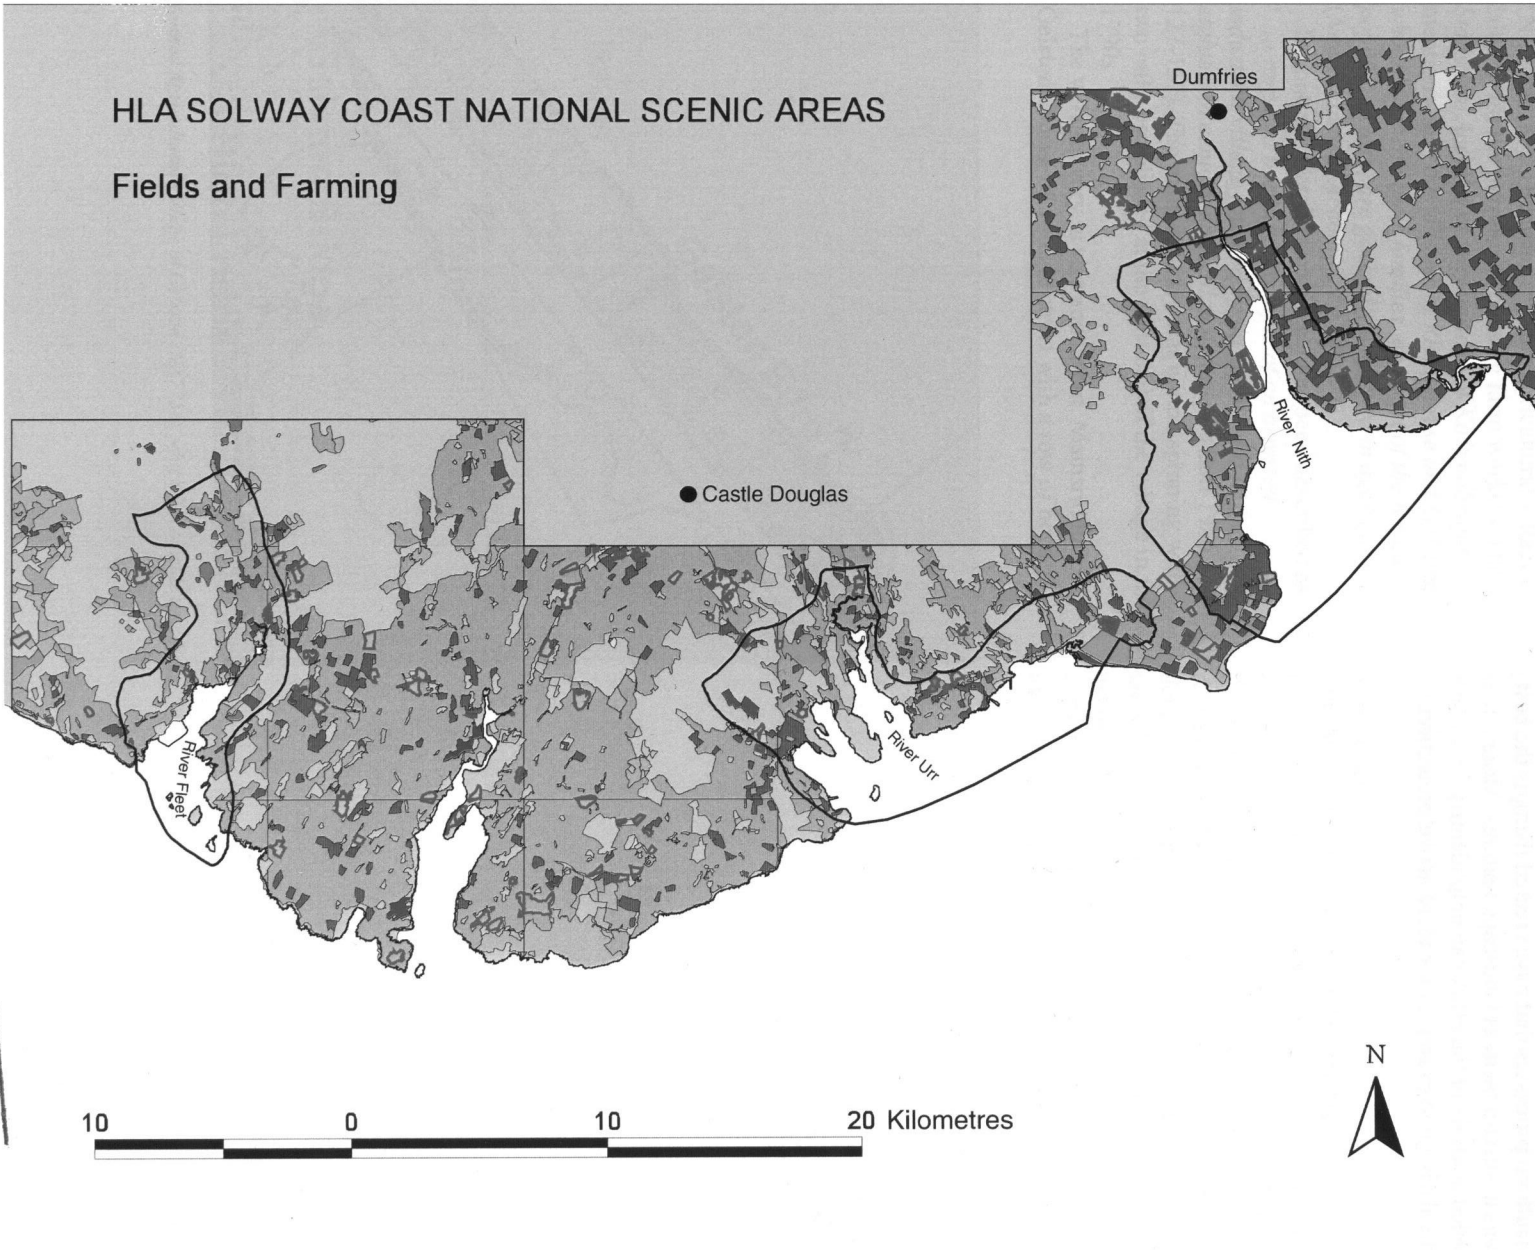 HLA SOLWAY COAST NATIONAL SCENIC AREAS
Fields and Farming
Dumfries
River Nith
Castle Douglas
River Urr
River Fleet
N
10 0 10 20 Kilometres